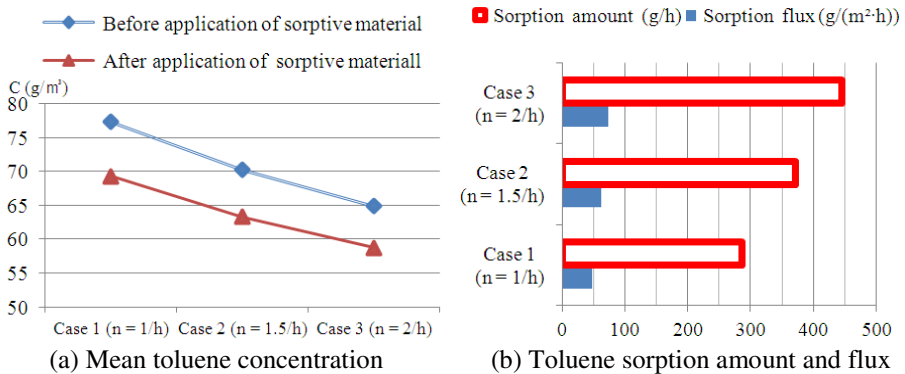 Before application of sorptive material
After application of sorptive materiall
C (g/㎥)
80
75
70
65
60
55
50
Case 1 (n = 1/h)
Case 2 (n = 1.5/h)
Case 3 (n = 2/h)
(a) Mean toluene concentration
Sorption amount (g/h)
Sorption flux (g/(m²·h))
Case 3
(n = 2/h)
Case 2
(n = 1.5/h)
Case 1
(n = 1/h)
0
100
200
300
400
500
(b) Toluene sorption amount and flux